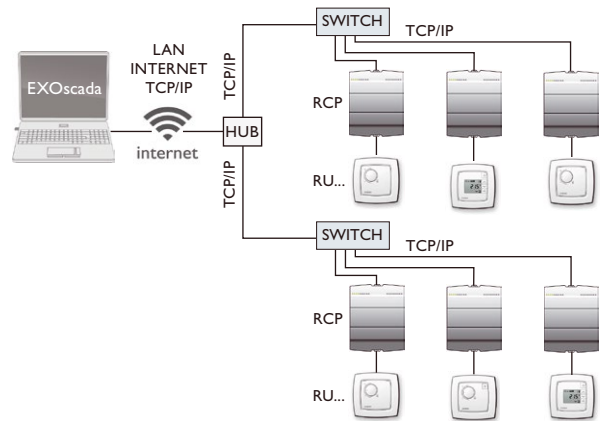 SWITCH
TCP/IP
LAN
INTERNET
TCP/IP
EXOscada
TCP/IP
RCP
HUB
internet
TCP/IP
RU...
SWITCH
TCP/IP
RCP
RU...